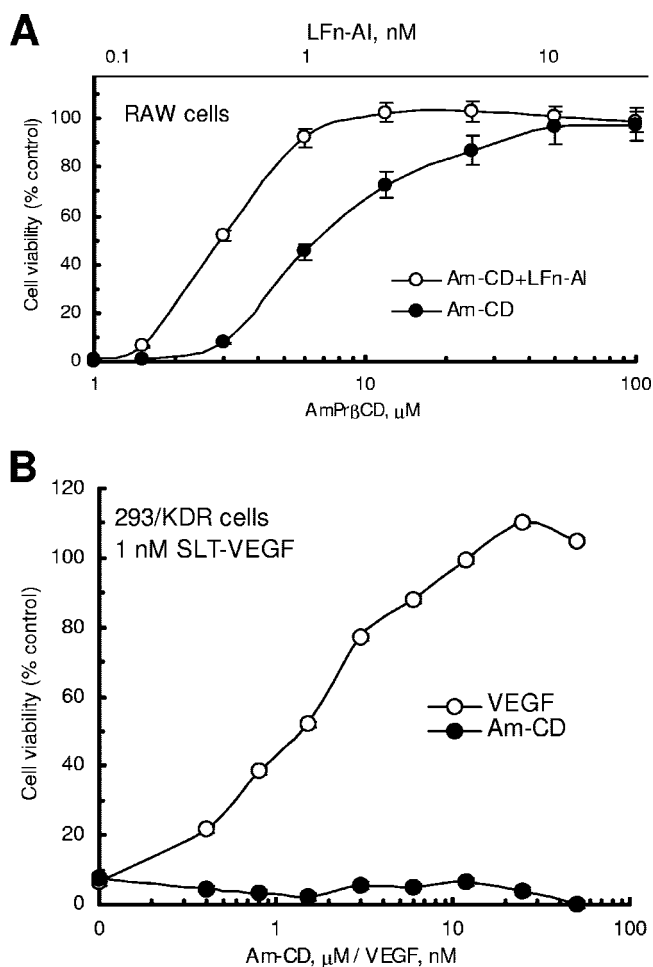 A
LFn-AI, nM
0.1 1 10
RAW cells
100
80
60
40
20
0
Cell viability (% control)
Am-CD+LFn-AI
Am-CD
1 10 100
AmPrβCD, μM
B
120
100
80
60
40
20
0
293/KDR cells
1 nM SLT-VEGF
Cell viability (% control)
VEGF
Am-CD
0 1 10 100
Am-CD, μM / VEGF, nM